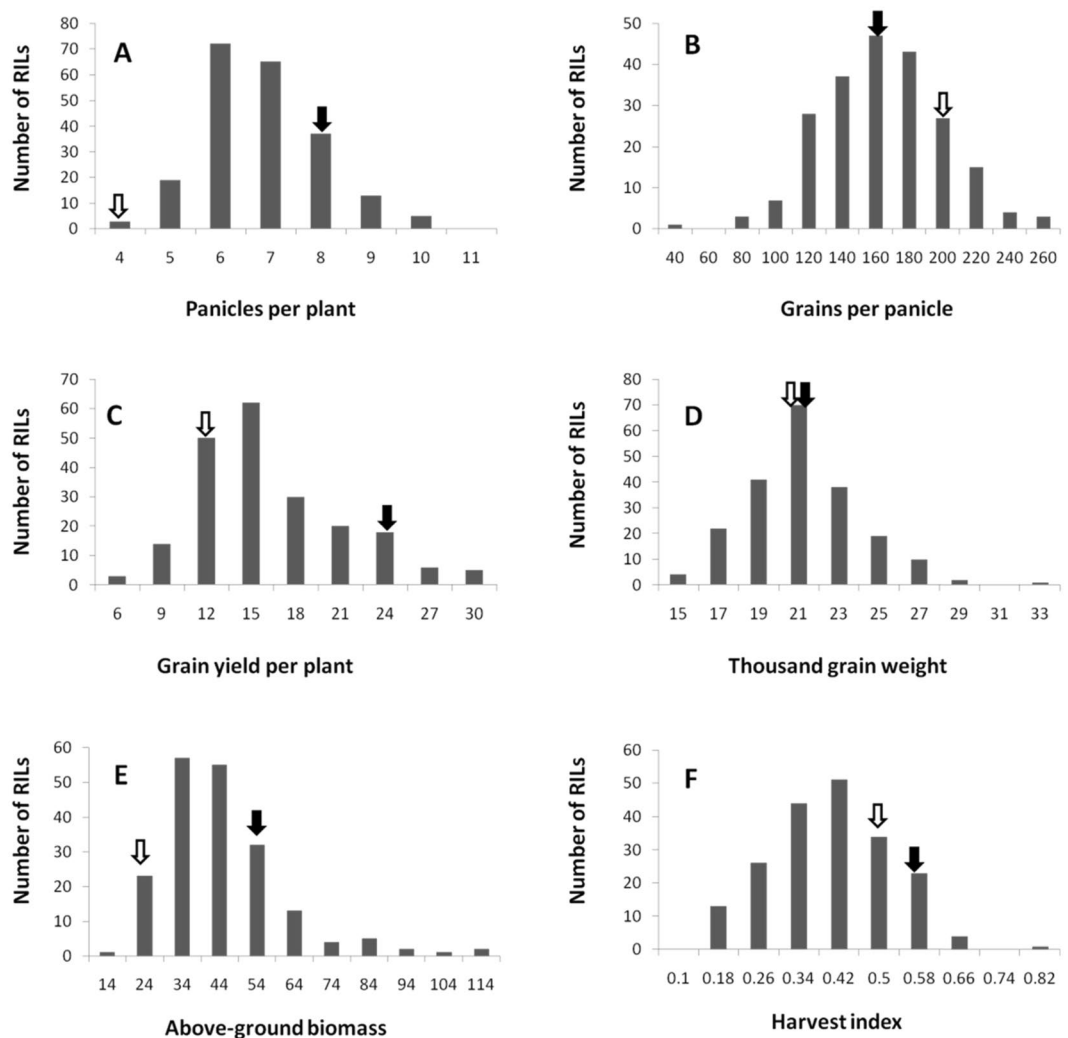 A
Number of RILs
80
70
60
50
40
30
20
10
0
4 5 6 7 8 9 10 11
Panicles per plant
B
Number of RILs
50
40
30
20
10
0
40 60 80 100 120 140 160 180 200 220 240 260
Grains per panicle
C
Number of RILs
70
60
50
40
30
20
10
0
6 9 12 15 18 21 24 27 30
Grain yield per plant
D
Number of RILs
80
70
60
50
40
30
20
10
0
15 17 19 21 23 25 27 29 31 33
Thousand grain weight
E
Number of RILs
60
50
40
30
20
10
0
14 24 34 44 54 64 74 84 94 104 114
Above-ground biomass
F
Number of RILs
60
50
40
30
20
10
0
0.1 0.18 0.26 0.34 0.42 0.5 0.58 0.66 0.74 0.82
Harvest index